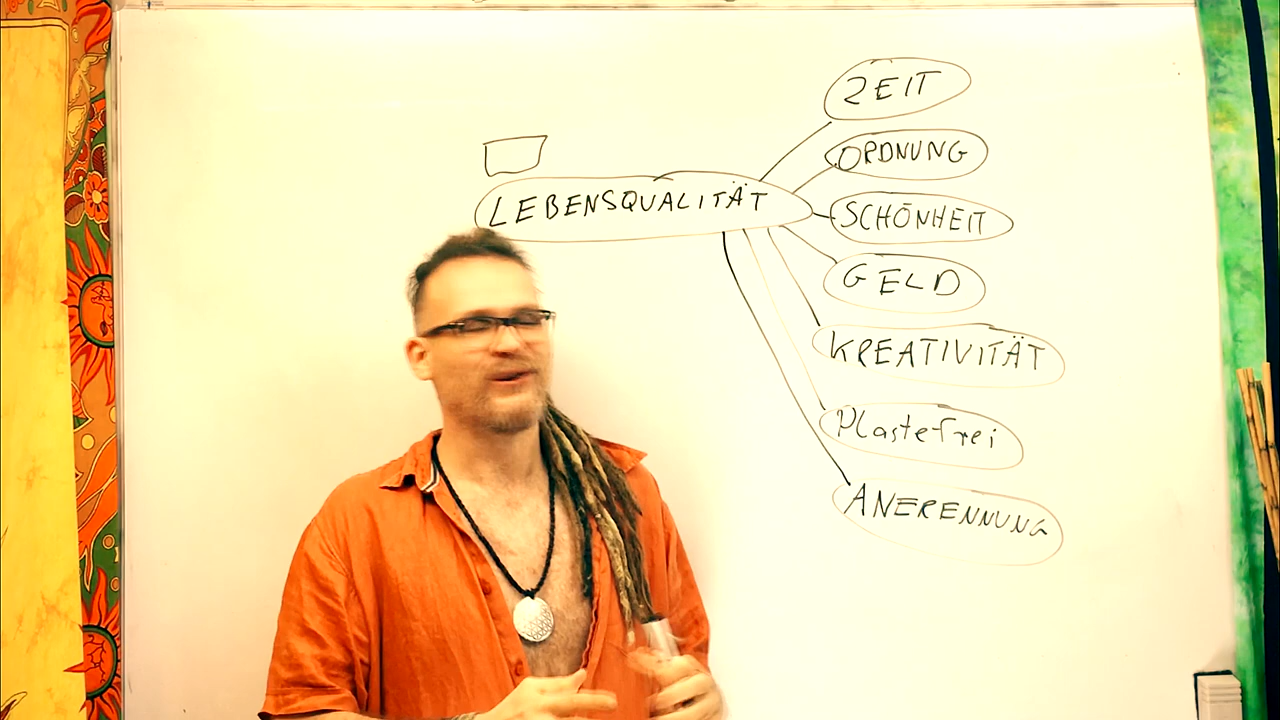 LEBENSQUALITÄT
ZEIT
ORDNUNG
SCHÖNHEIT
GELD
KREATIVITÄT
Plastefrei
ANERENNUNG